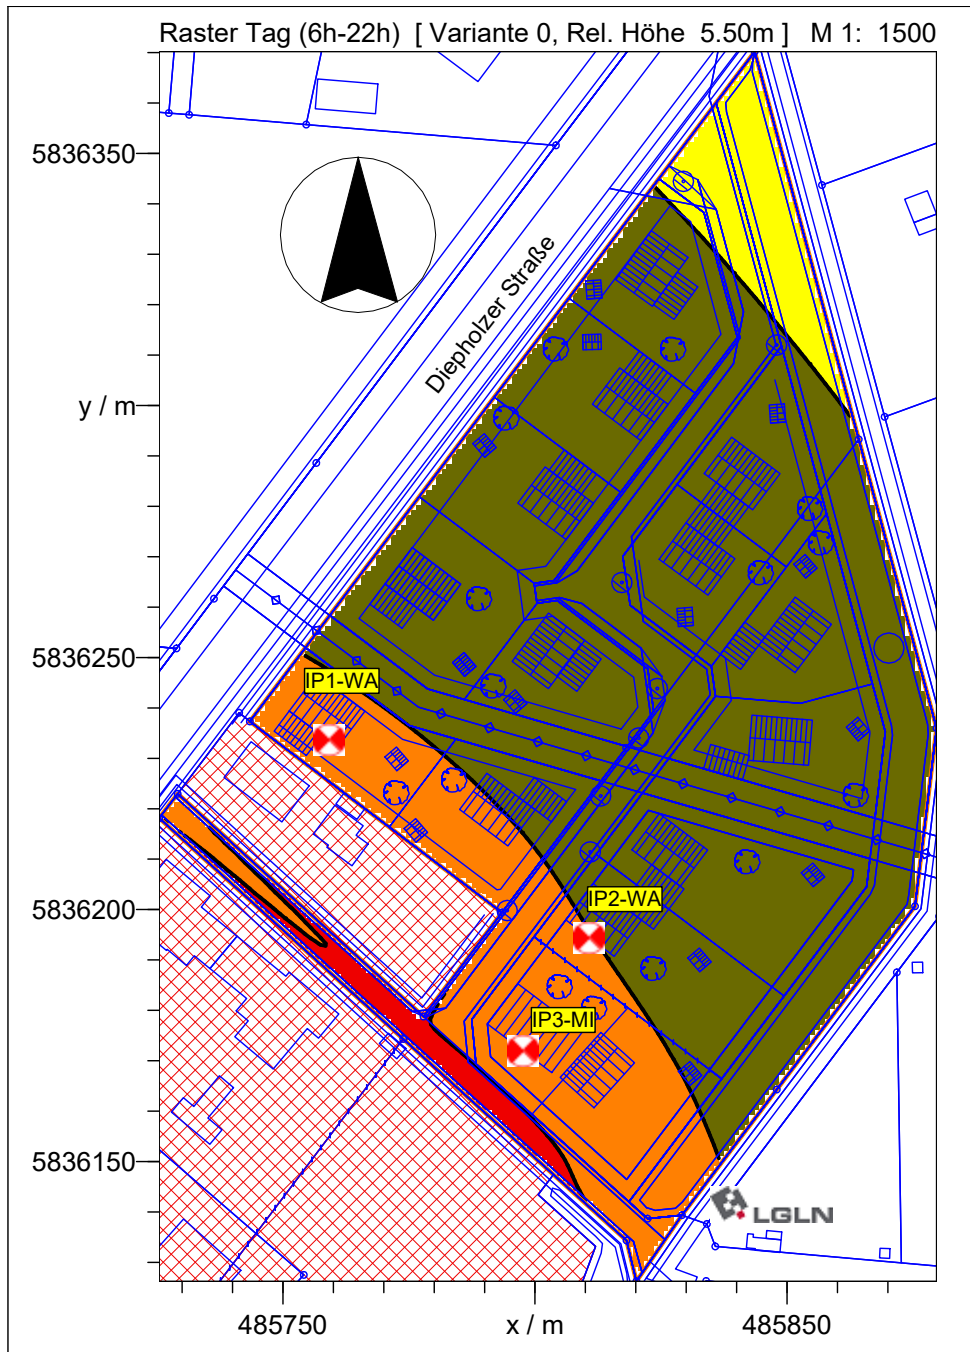 Raster Tag (6h-22h) [ Variante 0, Rel. Höhe 5.50m ] M 1: 1500
5836350
Diepholzer Straße
y / m
5836250
IP1-WA
5836200
IP2-WA
IP3-MI
5836150
LGLN
485750
x / m
485850